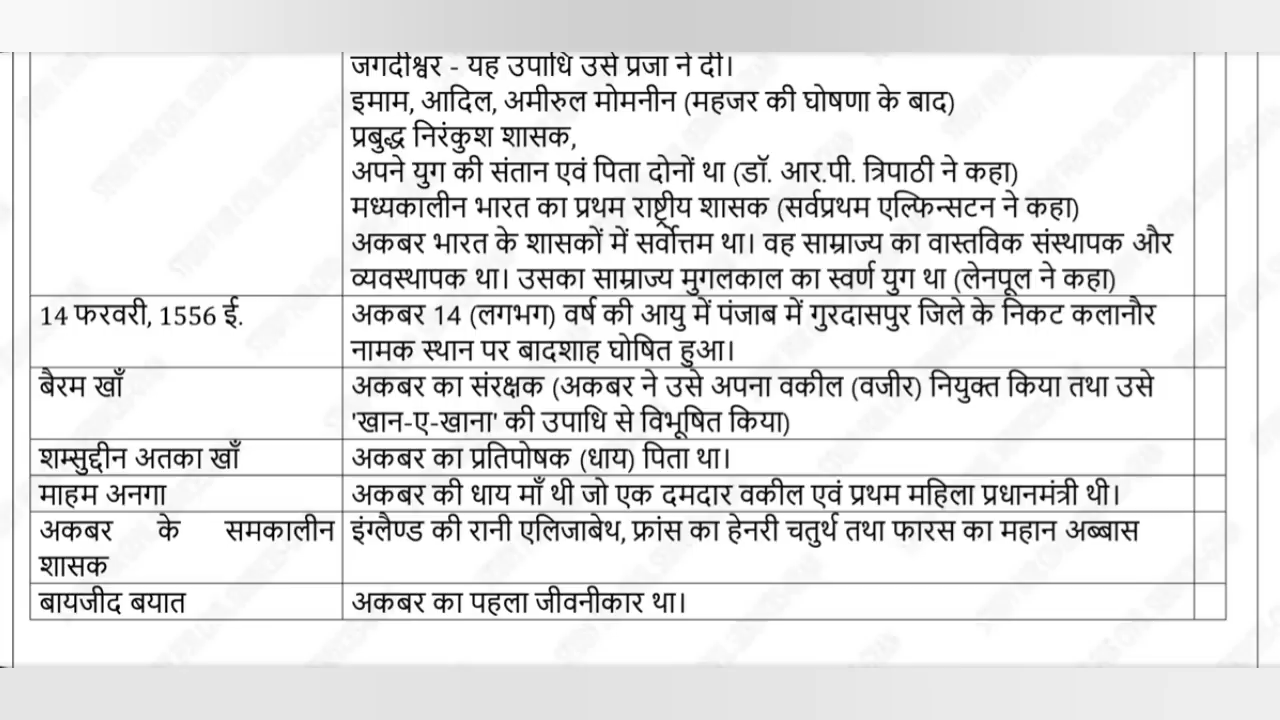 जगदीश्वर - यह उपाधि उसे प्रजा ने दी।
इमाम, आदिल, अमीरुल मोमनीन (महजर की घोषणा के बाद)
प्रबुद्ध निरंकुश शासक,
अपने युग की संतान एवं पिता दोनों था (डॉ. आर.पी. त्रिपाठी ने कहा)
मध्यकालीन भारत का प्रथम राष्ट्रीय शासक (सर्वप्रथम एल्फिन्सटन ने कहा)
अकबर भारत के शासकों में सर्वोत्तम था। वह साम्राज्य का वास्तविक संस्थापक और
व्यवस्थापक था। उसका साम्राज्य मुगलकाल का स्वर्ण युग था (लेनपूल ने कहा)
14 फरवरी, 1556 ई.
अकबर 14 (लगभग) वर्ष की आयु में पंजाब में गुरदासपुर जिले के निकट कलानौर
नामक स्थान पर बादशाह घोषित हुआ।
बैरम खाँ
अकबर का संरक्षक (अकबर ने उसे अपना वकील (वजीर) नियुक्त किया तथा उसे
'खान-ए-खाना' की उपाधि से विभूषित किया)
शम्सुद्दीन अतका खाँ
अकबर का प्रतिपोषक (धाय) पिता था।
माहम अनगा
अकबर की धाय माँ थी जो एक दमदार वकील एवं प्रथम महिला प्रधानमंत्री थी।
अकबर के समकालीन
शासक
इंग्लैण्ड की रानी एलिजाबेथ, फ्रांस का हेनरी चतुर्थ तथा फारस का महान अब्बास
बायजीद बयात
अकबर का पहला जीवनीकार था।